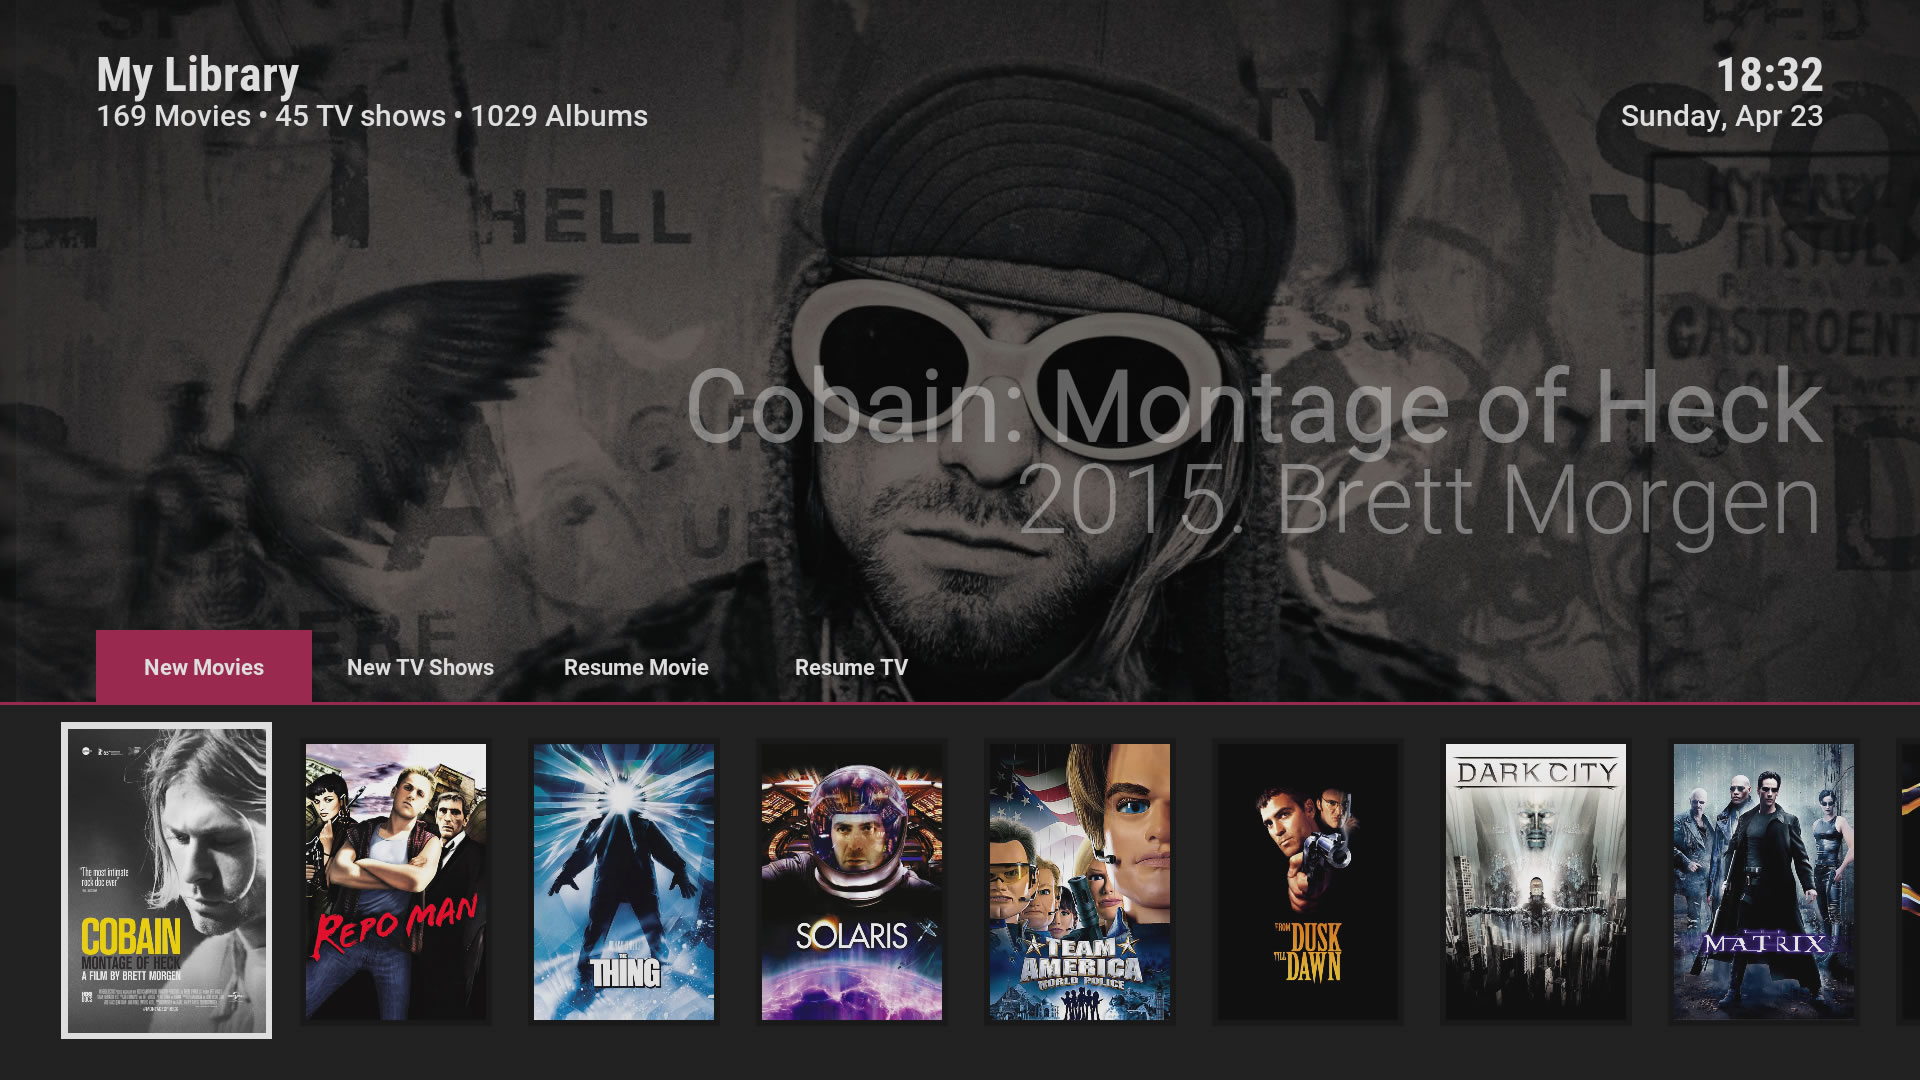 My Library
169 Movies • 45 TV shows • 1029 Albums
18:32
Sunday, Apr 23
HELL
Cobain: Montage of Heck
2015. Brett Morgen
New Movies
New TV Shows
Resume Movie
Resume TV
"The most intimate
rock doc ever"
COBAIN
MONTAGE OF HECK
A FILM BY BRETT MORGEN
REPO MAN
THE
THING
SOLARIS
TEAM
AMERICA
WORLD POLICE
FROM
DUSK
TILL
DAWN
DARK CITY
MATRIX